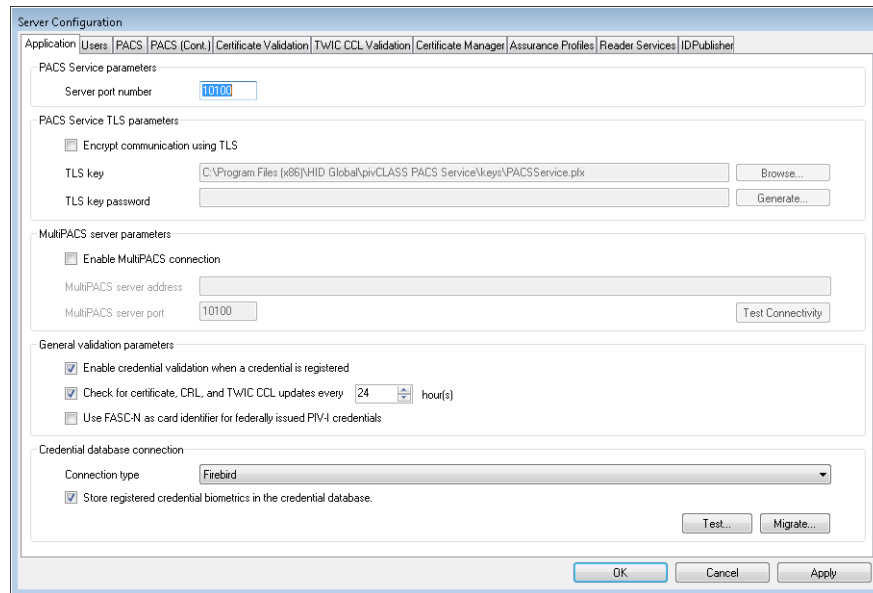 Server Configuration
Application Users PACS PACS (Cont.) Certificate Validation TWIC CCL Validation Certificate Manager Assurance Profiles Reader Services IDPublisher
PACS Service parameters
Server port number 10100
PACS Service TLS parameters
Encrypt communication using TLS
TLS key C:\Program Files (x86)\HID Global\pivCLASS PACS Service\keys\PACSService.pfx Browse...
TLS key password Generate...
MultiPACS server parameters
Enable MultiPACS connection
MultiPACS server address
MultiPACS server port 10100 Test Connectivity
General validation parameters
Enable credential validation when a credential is registered
Check for certificate, CRL, and TWIC CCL updates every 24 hour(s)
Use FASC-N as card identifier for federally issued PIV-I credentials
Credential database connection
Connection type Firebird
Store registered credential biometrics in the credential database.
Test... Migrate...
OK Cancel Apply